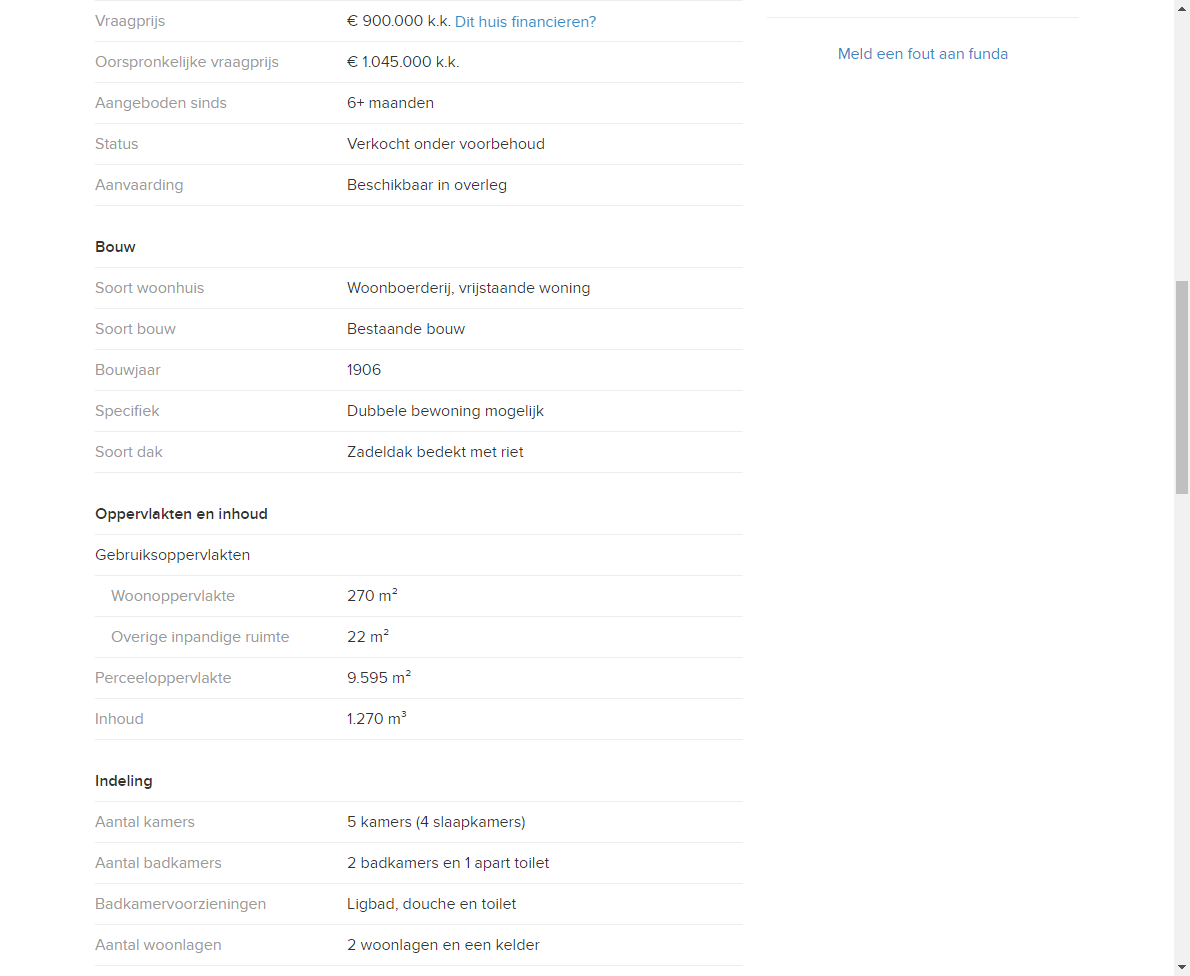 Vraagprijs € 900.000 k.k. Dit huis financieren?
Meld een fout aan funda
Oorspronkelijke vraagprijs € 1.045.000 k.k.
Aangeboden sinds 6+ maanden
Status Verkocht onder voorbehoud
Aanvaarding Beschikbaar in overleg
Bouw
Soort woonhuis Woonboerderij, vrijstaande woning
Soort bouw Bestaande bouw
Bouwjaar 1906
Specifiek Dubbele bewoning mogelijk
Soort dak Zadeldak bedekt met riet
Oppervlakten en inhoud
Gebruiksoppervlakten
Woonoppervlakte 270 m²
Overige inpandige ruimte 22 m²
Perceeloppervlakte 9.595 m²
Inhoud 1.270 m³
Indeling
Aantal kamers 5 kamers (4 slaapkamers)
Aantal badkamers 2 badkamers en 1 apart toilet
Badkamervoorzieningen Ligbad, douche en toilet
Aantal woonlagen 2 woonlagen en een kelder